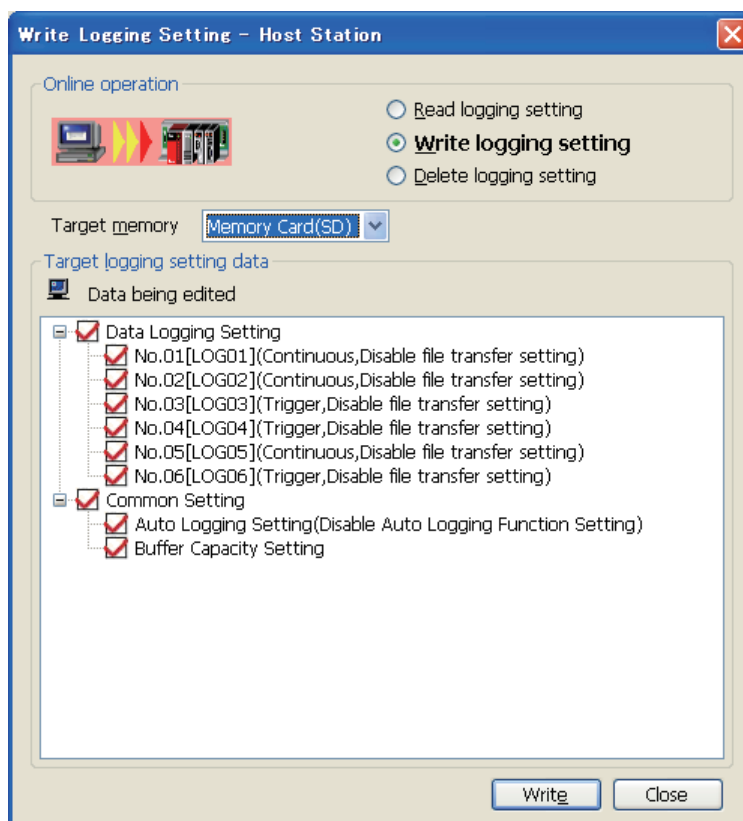 Write Logging Setting - Host Station
Online operation
Read logging setting
Write logging setting
Delete logging setting
Target memory Memory Card(SD)
Target logging setting data
Data being edited
Data Logging Setting
No.01[LOG01](Continuous,Disable file transfer setting)
No.02[LOG02](Continuous,Disable file transfer setting)
No.03[LOG03](Trigger,Disable file transfer setting)
No.04[LOG04](Trigger,Disable file transfer setting)
No.05[LOG05](Continuous,Disable file transfer setting)
No.06[LOG06](Trigger,Disable file transfer setting)
Common Setting
Auto Logging Setting(Disable Auto Logging Function Setting)
Buffer Capacity Setting
Write Close